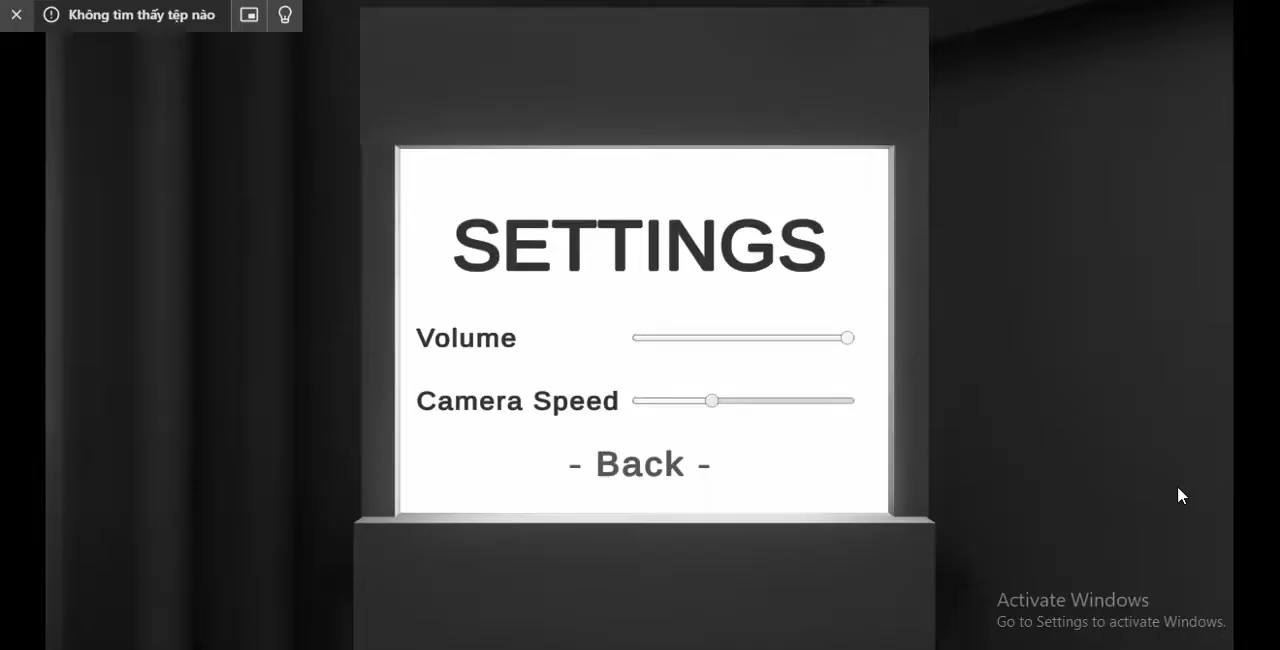 Không tìm thấy tệp nào
SETTINGS
Volume
Camera Speed
- Back -
Activate Windows
Go to Settings to activate Windows.